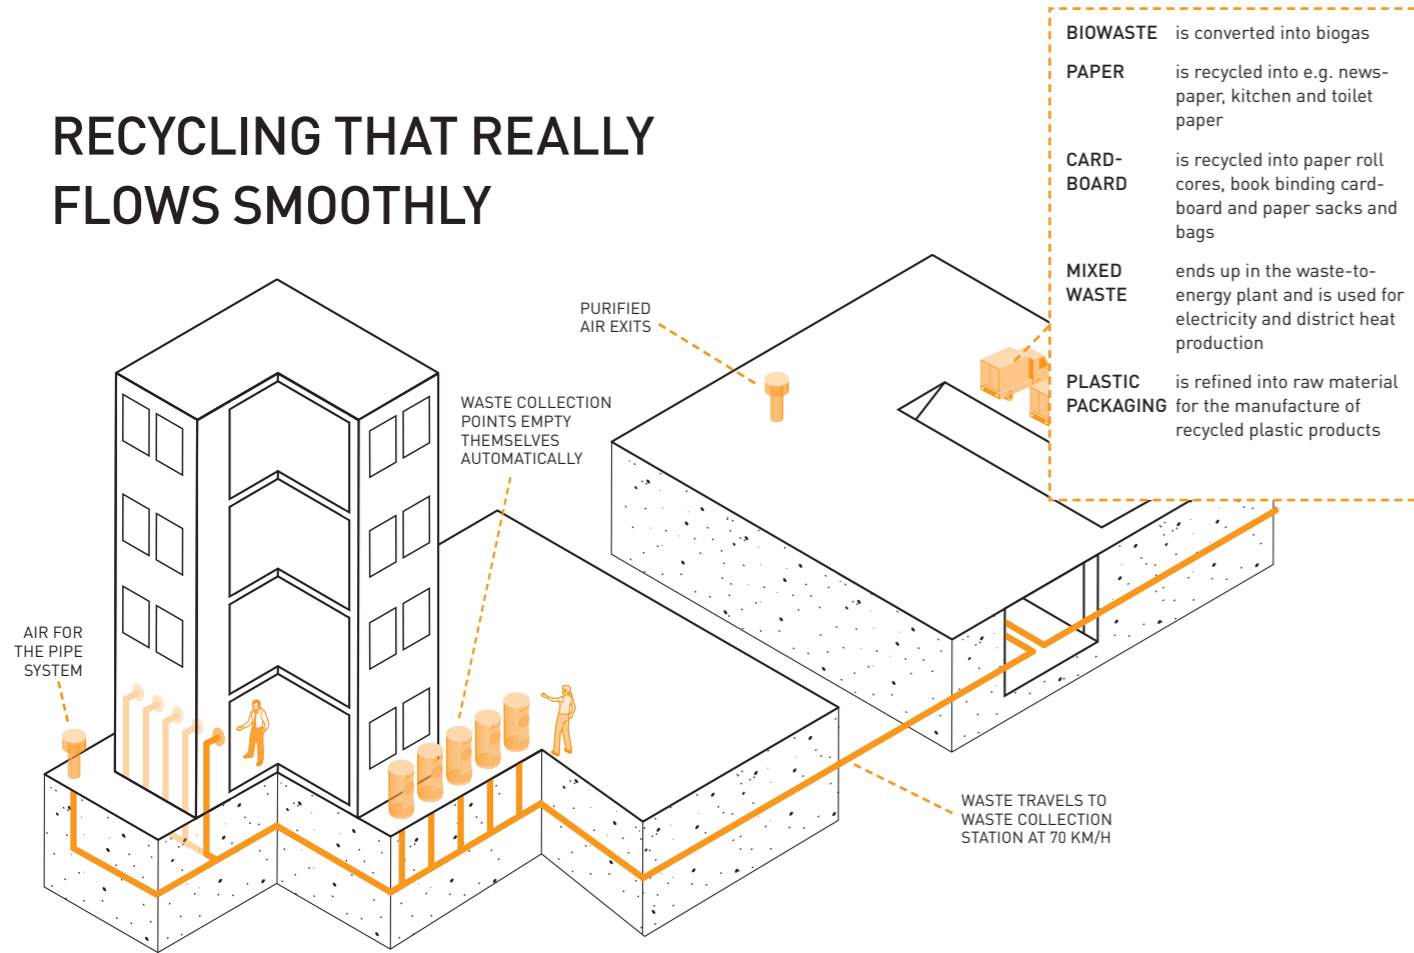 RECYCLING THAT REALLY
FLOWS SMOOTHLY
BIOWASTE is converted into biogas
PAPER is recycled into e.g. news-
paper, kitchen and toilet
paper
CARD- is recycled into paper roll
BOARD cores, book binding card-
board and paper sacks and
bags
MIXED ends up in the waste-to-
WASTE energy plant and is used for
electricity and district heat
production
PLASTIC is refined into raw material
PACKAGING for the manufacture of
recycled plastic products
PURIFIED
AIR EXITS
WASTE COLLECTION
POINTS EMPTY
THEMSELVES
AUTOMATICALLY
AIR FOR
THE PIPE
SYSTEM
WASTE TRAVELS TO
WASTE COLLECTION
STATION AT 70 KM/H